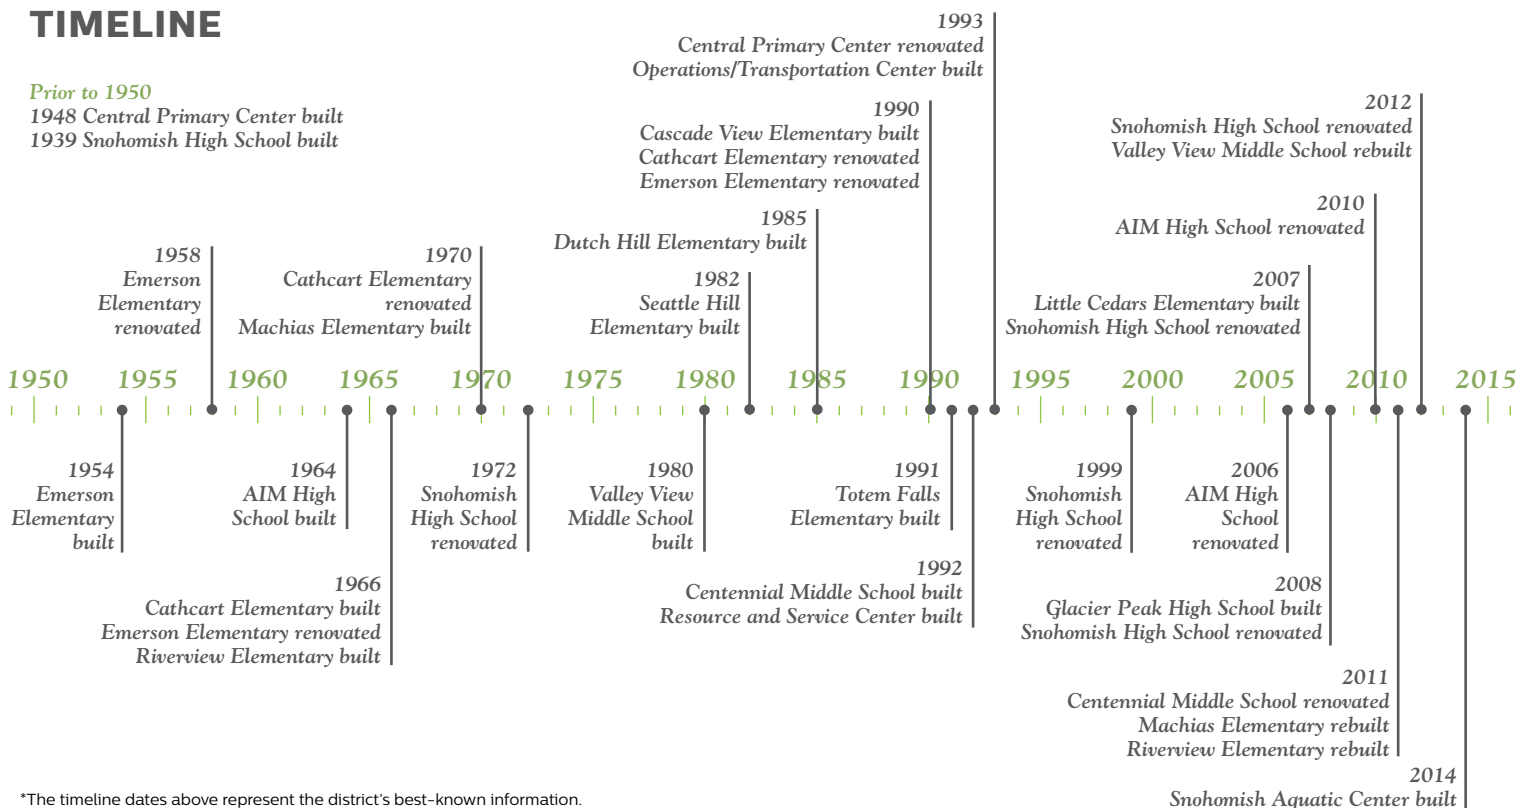 TIMELINE
Prior to 1950
1948 Central Primary Center built
1939 Snohomish High School built
1993
Central Primary Center renovated
Operations/Transportation Center built
1990
Cascade View Elementary built
Cathcart Elementary renovated
Emerson Elementary renovated
2012
Snohomish High School renovated
Valley View Middle School rebuilt
1985
Dutch Hill Elementary built
2010
AIM High School renovated
1958
Emerson
Elementary
renovated
1970
Cathcart Elementary
renovated
Machias Elementary built
1982
Seattle Hill
Elementary built
2007
Little Cedars Elementary built
Snohomish High School renovated
1950 1955 1960 1965 1970 1975 1980 1985 1990 1995 2000 2005 2010 2015
1954
Emerson
Elementary
built
1964
AIM High
School built
1972
Snohomish
High School
renovated
1980
Valley View
Middle School
built
1991
Totem Falls
Elementary built
1999
Snohomish
High School
renovated
2006
AIM High
School
renovated
1966
Cathcart Elementary built
Emerson Elementary renovated
Riverview Elementary built
1992
Centennial Middle School built
Resource and Service Center built
2008
Glacier Peak High School built
Snohomish High School renovated
2011
Centennial Middle School renovated
Machias Elementary rebuilt
Riverview Elementary rebuilt
2014
Snohomish Aquatic Center built
*The timeline dates above represent the district's best-known information.